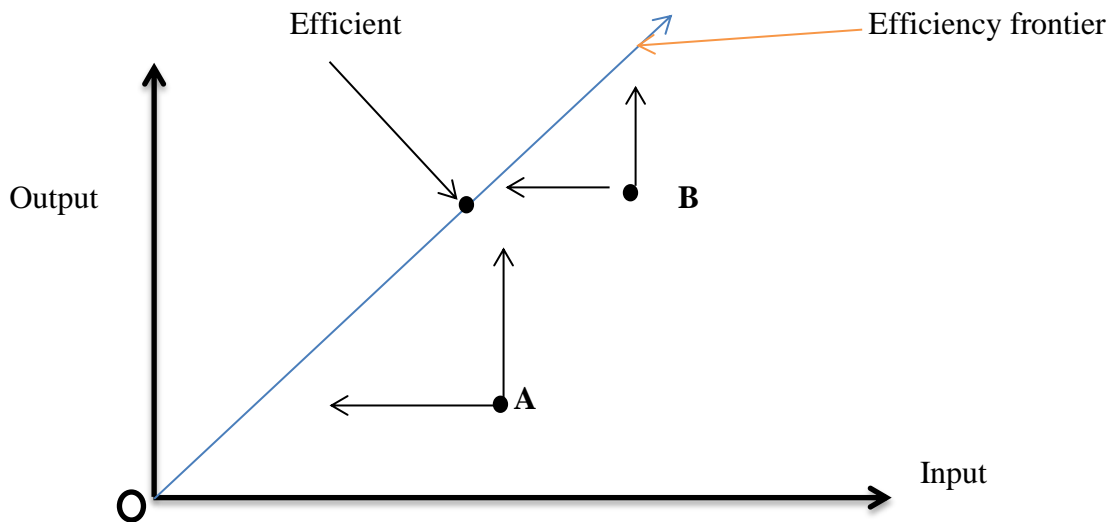 Efficient
Efficiency frontier
Output
B
A
Input
O